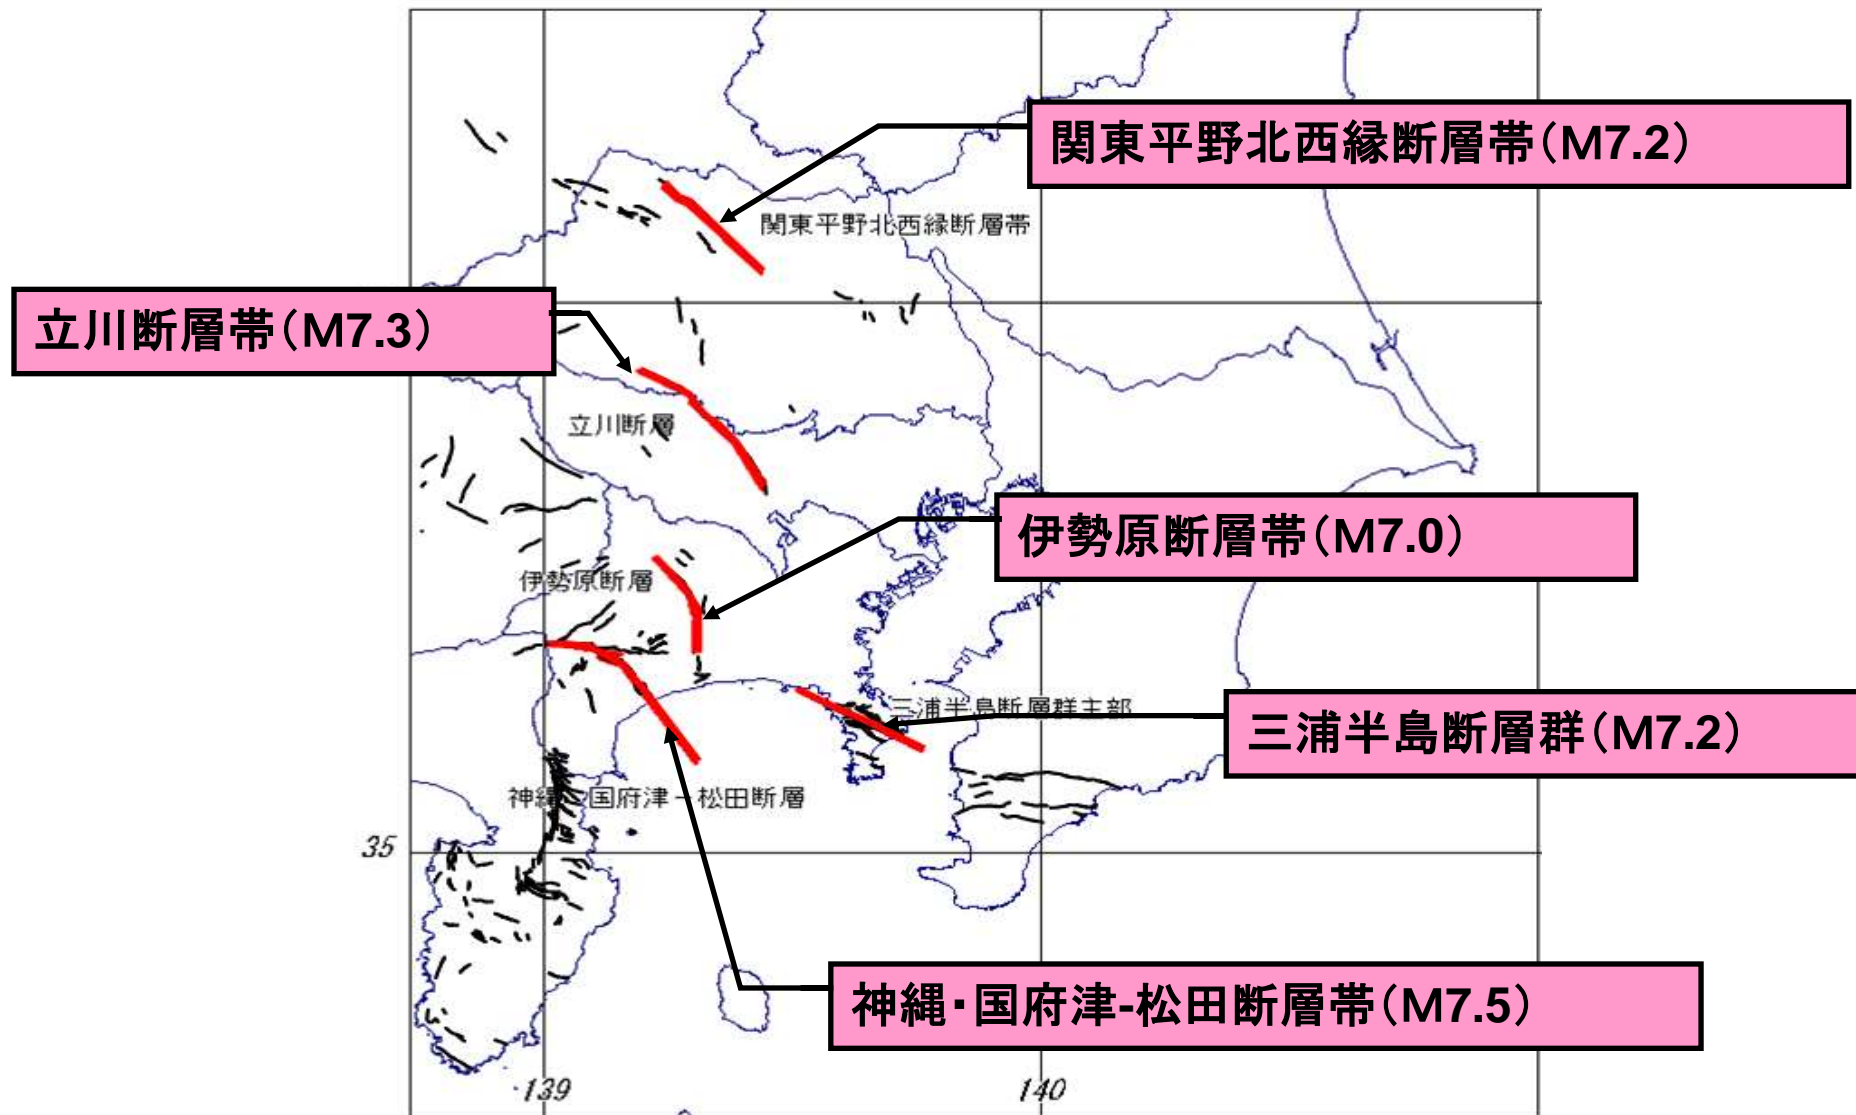 関東平野北西縁断層帯（M7.2）
関東平野北西縁断層帯
立川断層帯（M7.3）
立川断層
伊勢原断層帯（M7.0）
伊勢原断層
三浦半島断層群主部
三浦半島断層群（M7.2）
神縄 国府津－松田断層
35
神縄・国府津-松田断層帯（M7.5）
139
140